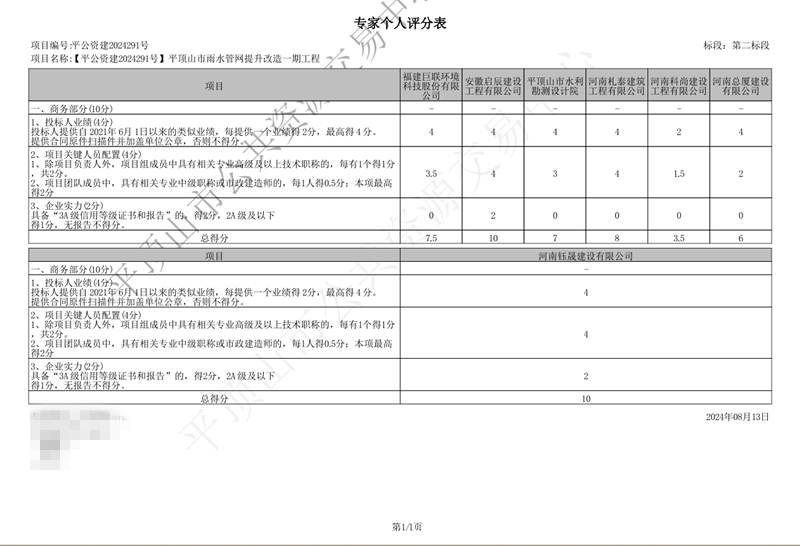 专家个人评分表
项目编号:平公资建2024291号
标段：第二标段
项目名称:【平公资建2024291号】平顶山市雨水管网提升改造一期工程
项目 福建巨联环境科技股份有限公司 安徽启辰建设工程有限公司 平顶山市水利勘测设计院 河南札泰建筑工程有限公司 河南科尚建设工程有限公司 河南总厦建设有限公司
一、商务部分(10分) — — — — — —
1、投标人业绩(4分)
投标人提供自 2021年 6月 1日以来的类似业绩，每提供一个业绩得 2分，最高得 4 分。
提供合同原件扫描件并加盖单位公章，否则不得分。
4 4 4 4 2 4
2、项目关键人员配置(4分)
1、除项目负责人外，项目组成员中具有相关专业高级及以上技术职称的，每有1个得1分
，共2分。
2、项目团队成员中，具有相关专业中级职称或市政建造师的，每1人得0.5分；本项最高
得2分
3.5 4 3 4 1.5 2
3、企业实力(2分)
具备“3A级信用等级证书和报告”的，得2分，2A级及以下
得1分，无报告不得分。
0 2 0 0 0 0
总得分 7.5 10 7 8 3.5 6
项目 河南钰晟建设有限公司
一、商务部分(10分) —
1、投标人业绩(4分)
投标人提供自 2021年 6月 1日以来的类似业绩，每提供一个业绩得 2分，最高得 4 分。
提供合同原件扫描件并加盖单位公章，否则不得分。
4
2、项目关键人员配置(4分)
1、除项目负责人外，项目组成员中具有相关专业高级及以上技术职称的，每有1个得1分
，共2分。
2、项目团队成员中，具有相关专业中级职称或市政建造师的，每1人得0.5分；本项最高
得2分
4
3、企业实力(2分)
具备“3A级信用等级证书和报告”的，得2分，2A级及以下
得1分，无报告不得分。
2
总得分 10
2024年08月13日
第1/1页
平顶山市公共资源交易中心
平顶山市公共资源交易中心